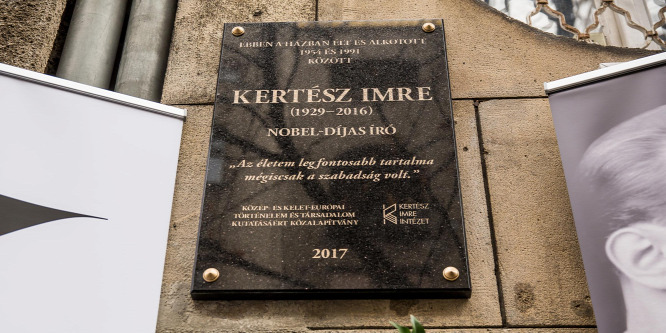 EBBEN A HÁZBAN ÉLT ÉS ALKOTOTT
1954 ÉS 1991
KÖZÖTT
KERTÉSZ IMRE
(1929–2016)
NOBEL-DÍJAS ÍRÓ
„Az életem legfontosabb tartalma
mégiscsak a szabadság volt.”
KÖZÉP- ÉS KELET-EURÓPAI
TÖRTÉNELEM ÉS TÁRSADALOM
KUTATÁSÁÉRT KÖZALAPÍTVÁNY
KERTÉSZ
IMRE
INTÉZET
2017